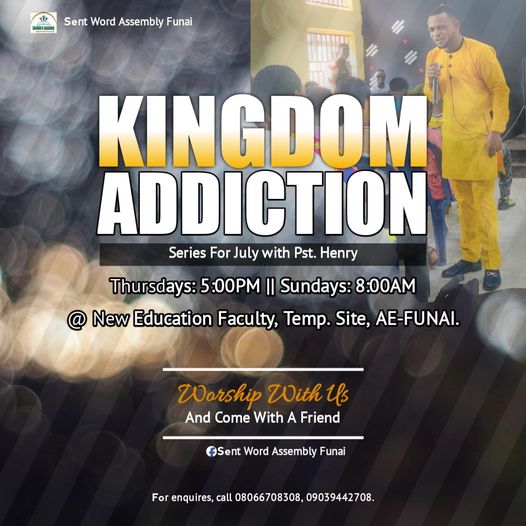 Sent Word Assembly Funai
KINGDOM
ADDICTION
Series For July with Pst. Henry
Thursdays: 5:00PM || Sundays: 8:00AM
@ New Education Faculty, Temp. Site, AE-FUNAI.
Worship With Us
And Come With A Friend
Sent Word Assembly Funai
For enquires, call 08066708308, 09039442708.